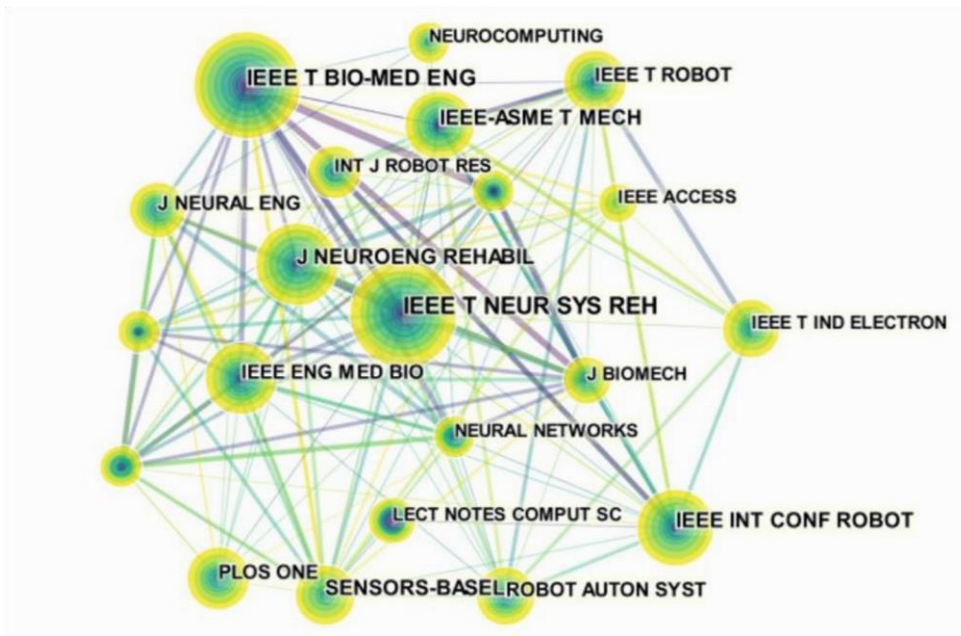 NEUROCOMPUTING
IEEE T BIO-MED ENG
IEEE T ROBOT
IEEE-ASME T MECH
INT J ROBOT RES
IEEE ACCESS
J NEURAL ENG
J NEUROENG REHABIL
IEEE T NEUR SYS REH
IEEE T IND ELECTRON
IEEE ENG MED BIO
J BIOMECH
NEURAL NETWORKS
LECT NOTES COMPUT SC
IEEE INT CONF ROBOT
PLOS ONE
SENSORS-BASEL
ROBOT AUTON SYST